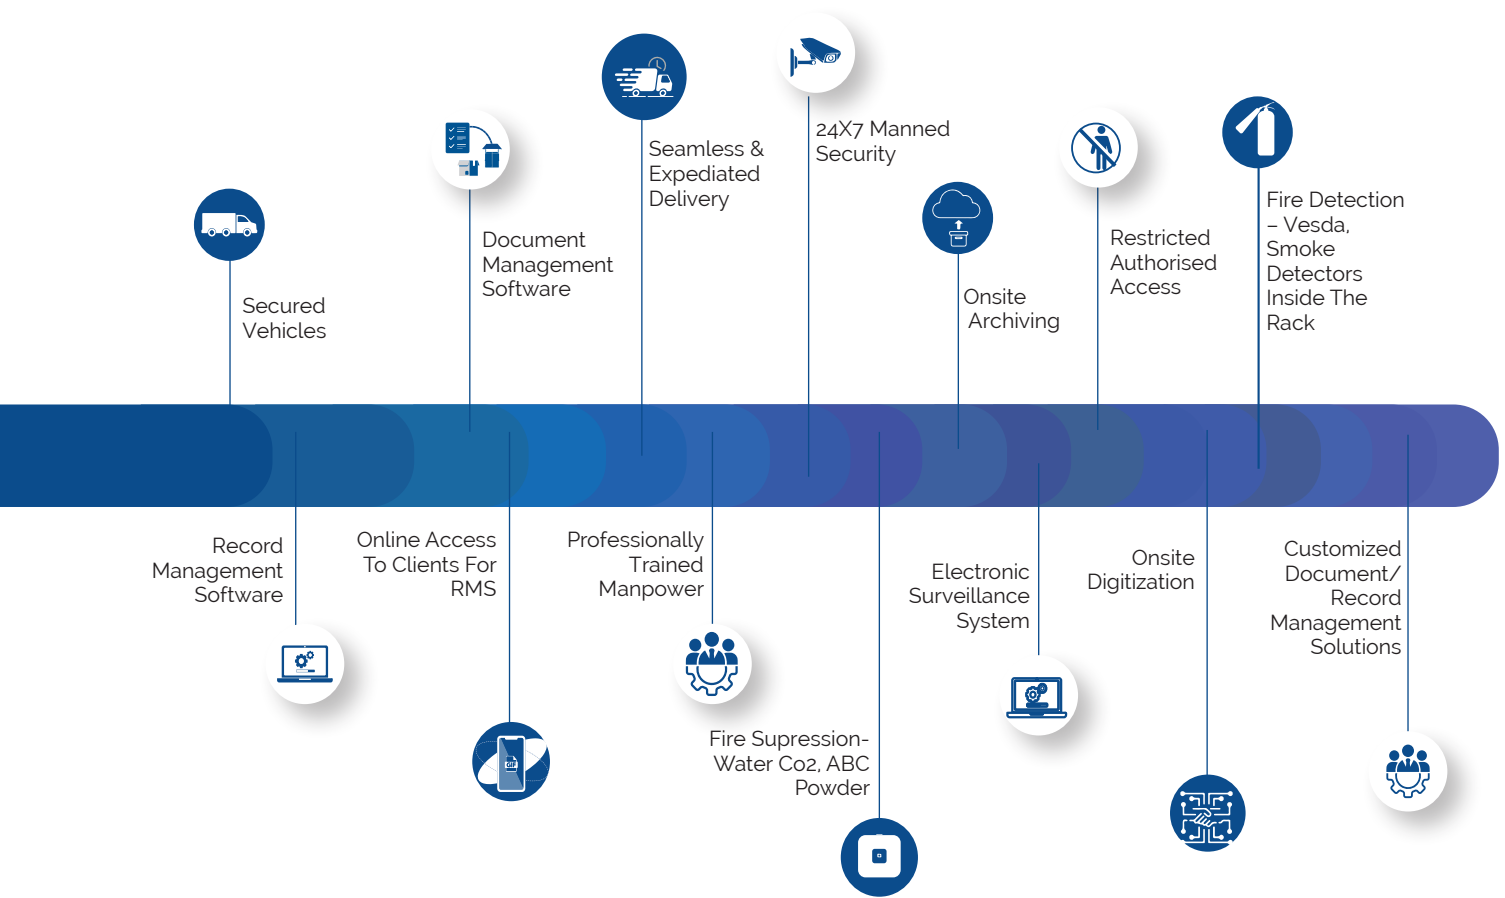 Secured
Vehicles
Document
Management
Software
Seamless &
Expediated
Delivery
24X7 Manned
Security
Onsite
Archiving
Restricted
Authorised
Access
Fire Detection
– Vesda,
Smoke
Detectors
Inside The
Rack
Record
Management
Software
Online Access
To Clients For
RMS
GIF
Professionally
Trained
Manpower
Fire Supression-
Water Co2, ABC
Powder
Electronic
Surveillance
System
Onsite
Digitization
Customized
Document/
Record
Management
Solutions